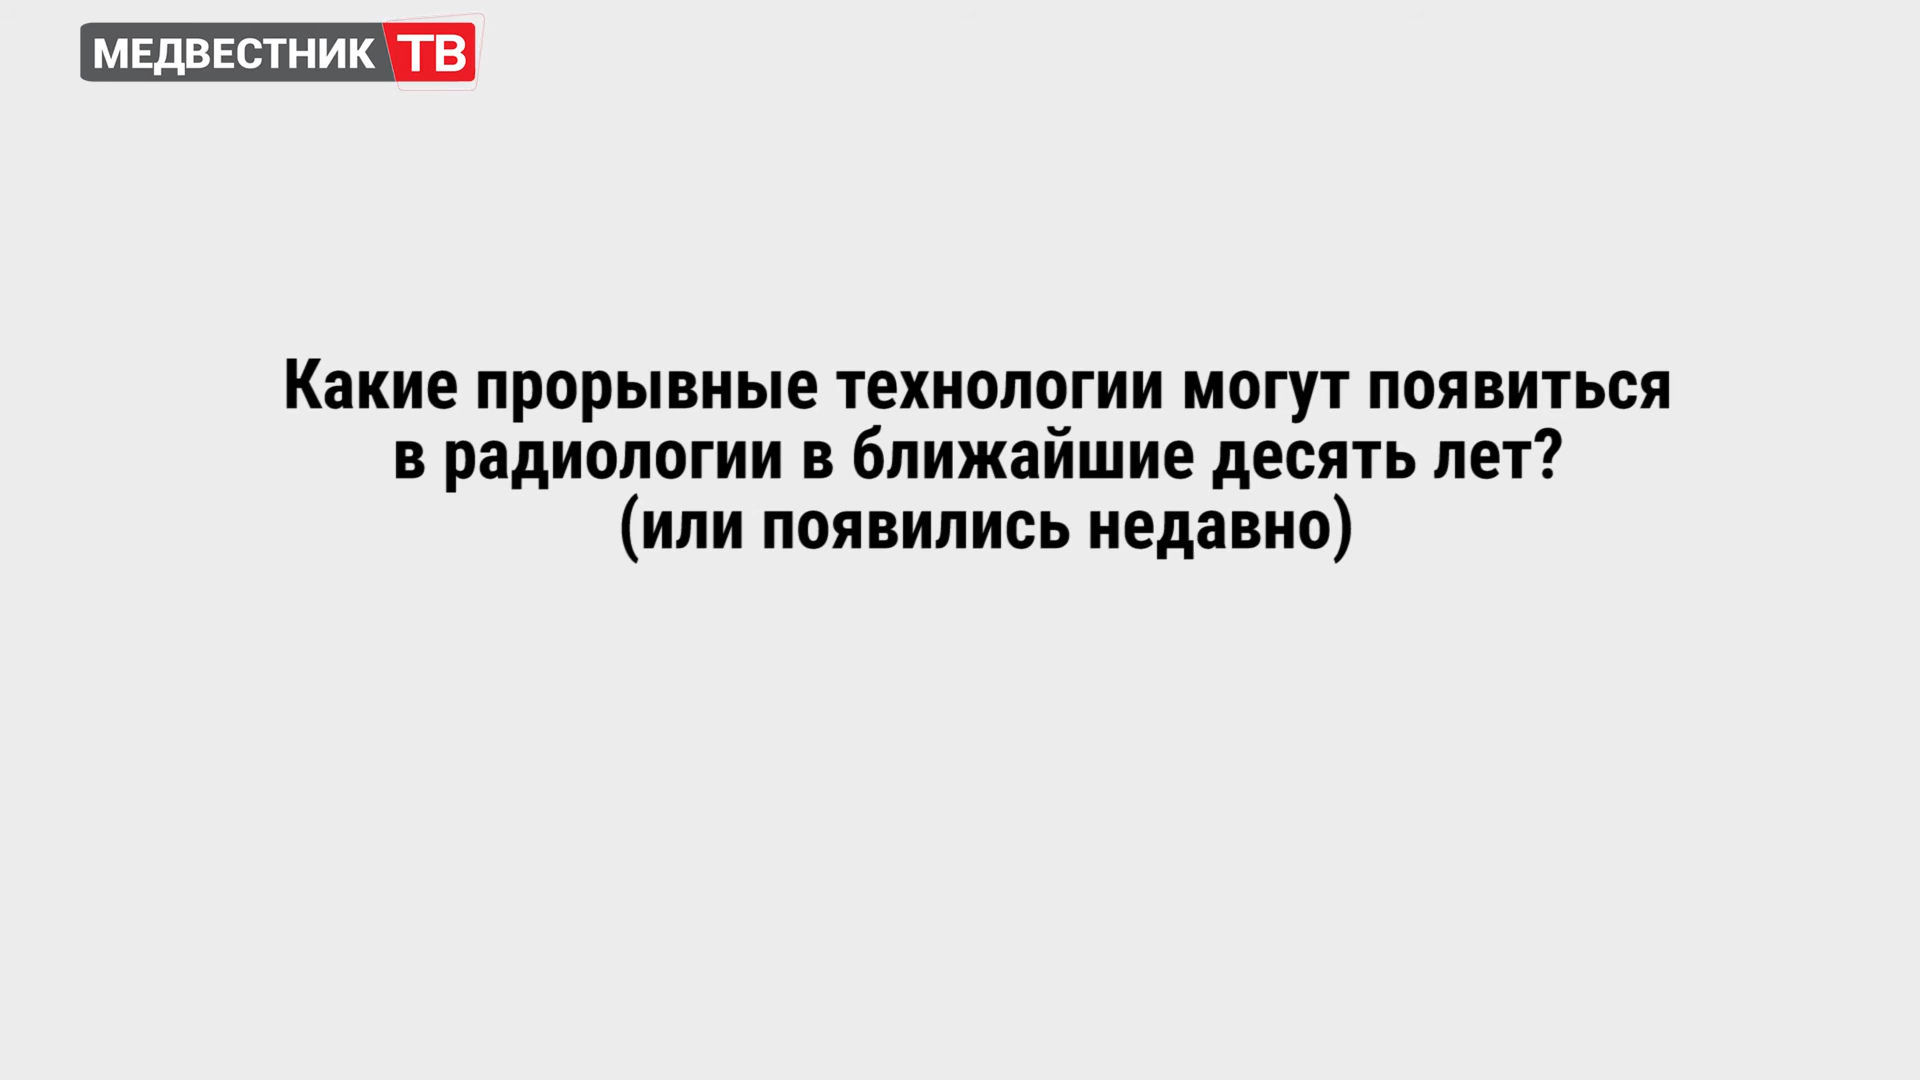 МЕДВЕСТНИК ТВ
Какие прорывные технологии могут появиться
в радиологии в ближайшие десять лет?
(или появились недавно)